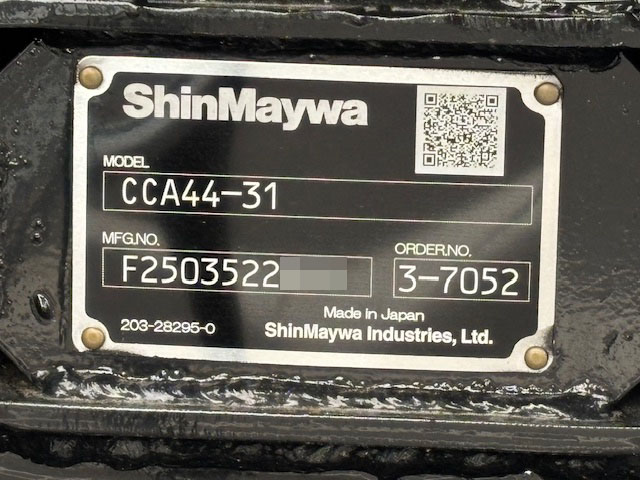 ShinMaywa
MODEL
CCA44-31
MFG.NO.
F2503522
ORDER.NO.
3-7052
Made in Japan
203-28295-0
ShinMaywa Industries, Ltd.